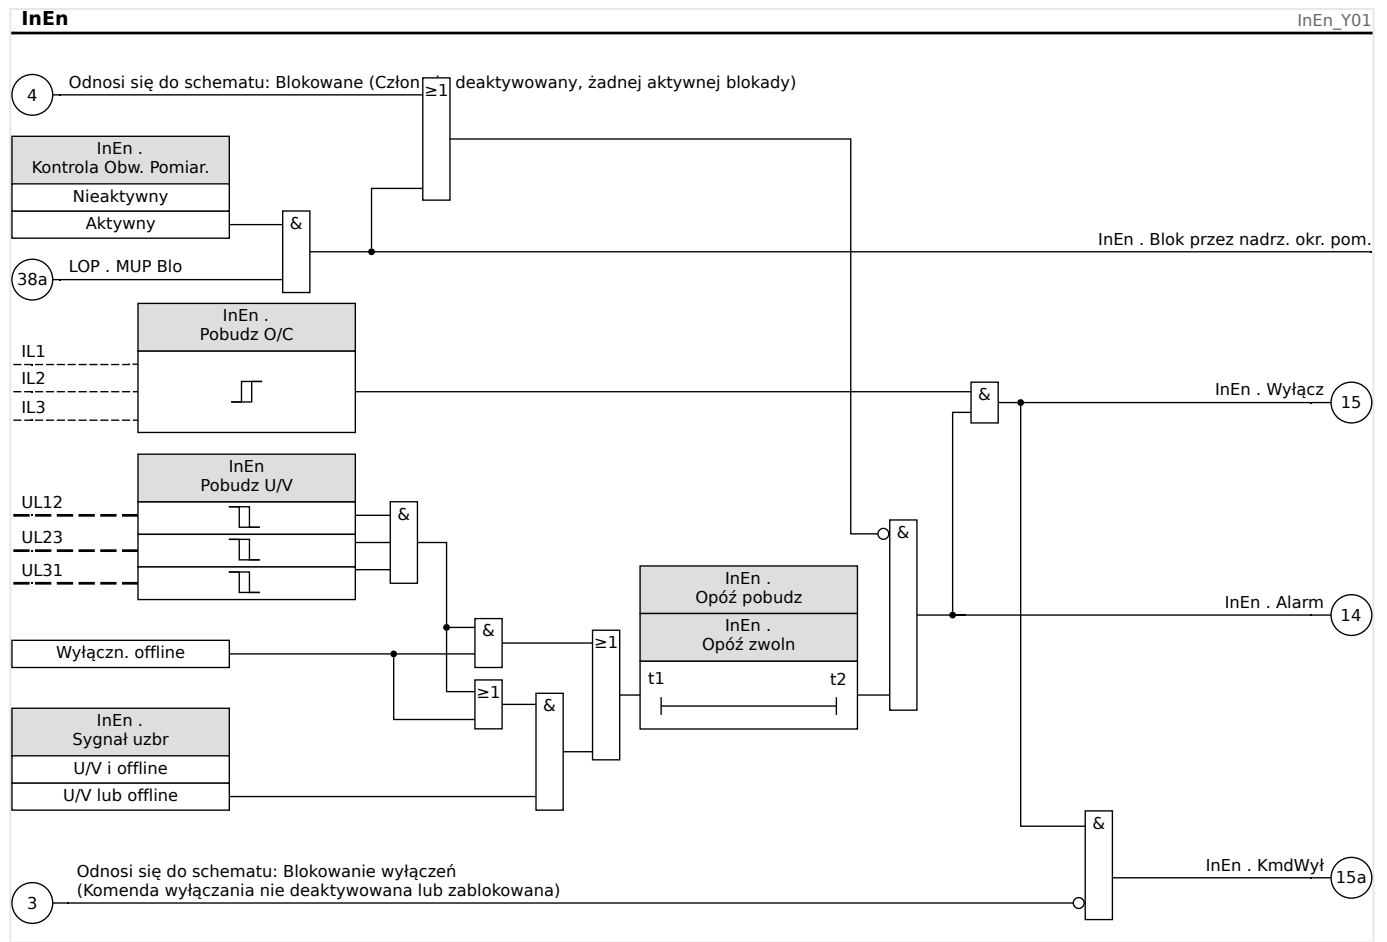 InEn
InEn_Y01
4
Odnosi się do schematu: Blokowane (Człon deaktywowany, żadnej aktywnej blokady)
≥1
InEn .
Kontrola Obw. Pomiar.
Nieaktywny
Aktywny
&
InEn . Blok przez nadrz. okr. pom.
38a
LOP . MUP Blo
InEn .
Pobudz O/C
IL1
IL2
IL3
&
InEn . Wyłącz
15
InEn
Pobudz U/V
UL12
UL23
UL31
&
&
InEn .
Opóź pobudz
InEn .
Opóź zwoln
t1
t2
InEn . Alarm
14
Wyłączn. offline
&
≥1
≥1
&
InEn .
Sygnał uzbr
U/V i offline
U/V lub offline
&
InEn . KmdWył
15a
Odnosi się do schematu: Blokowanie wyłączeń
(Komenda wyłączania nie deaktywowana lub zablokowana)
3